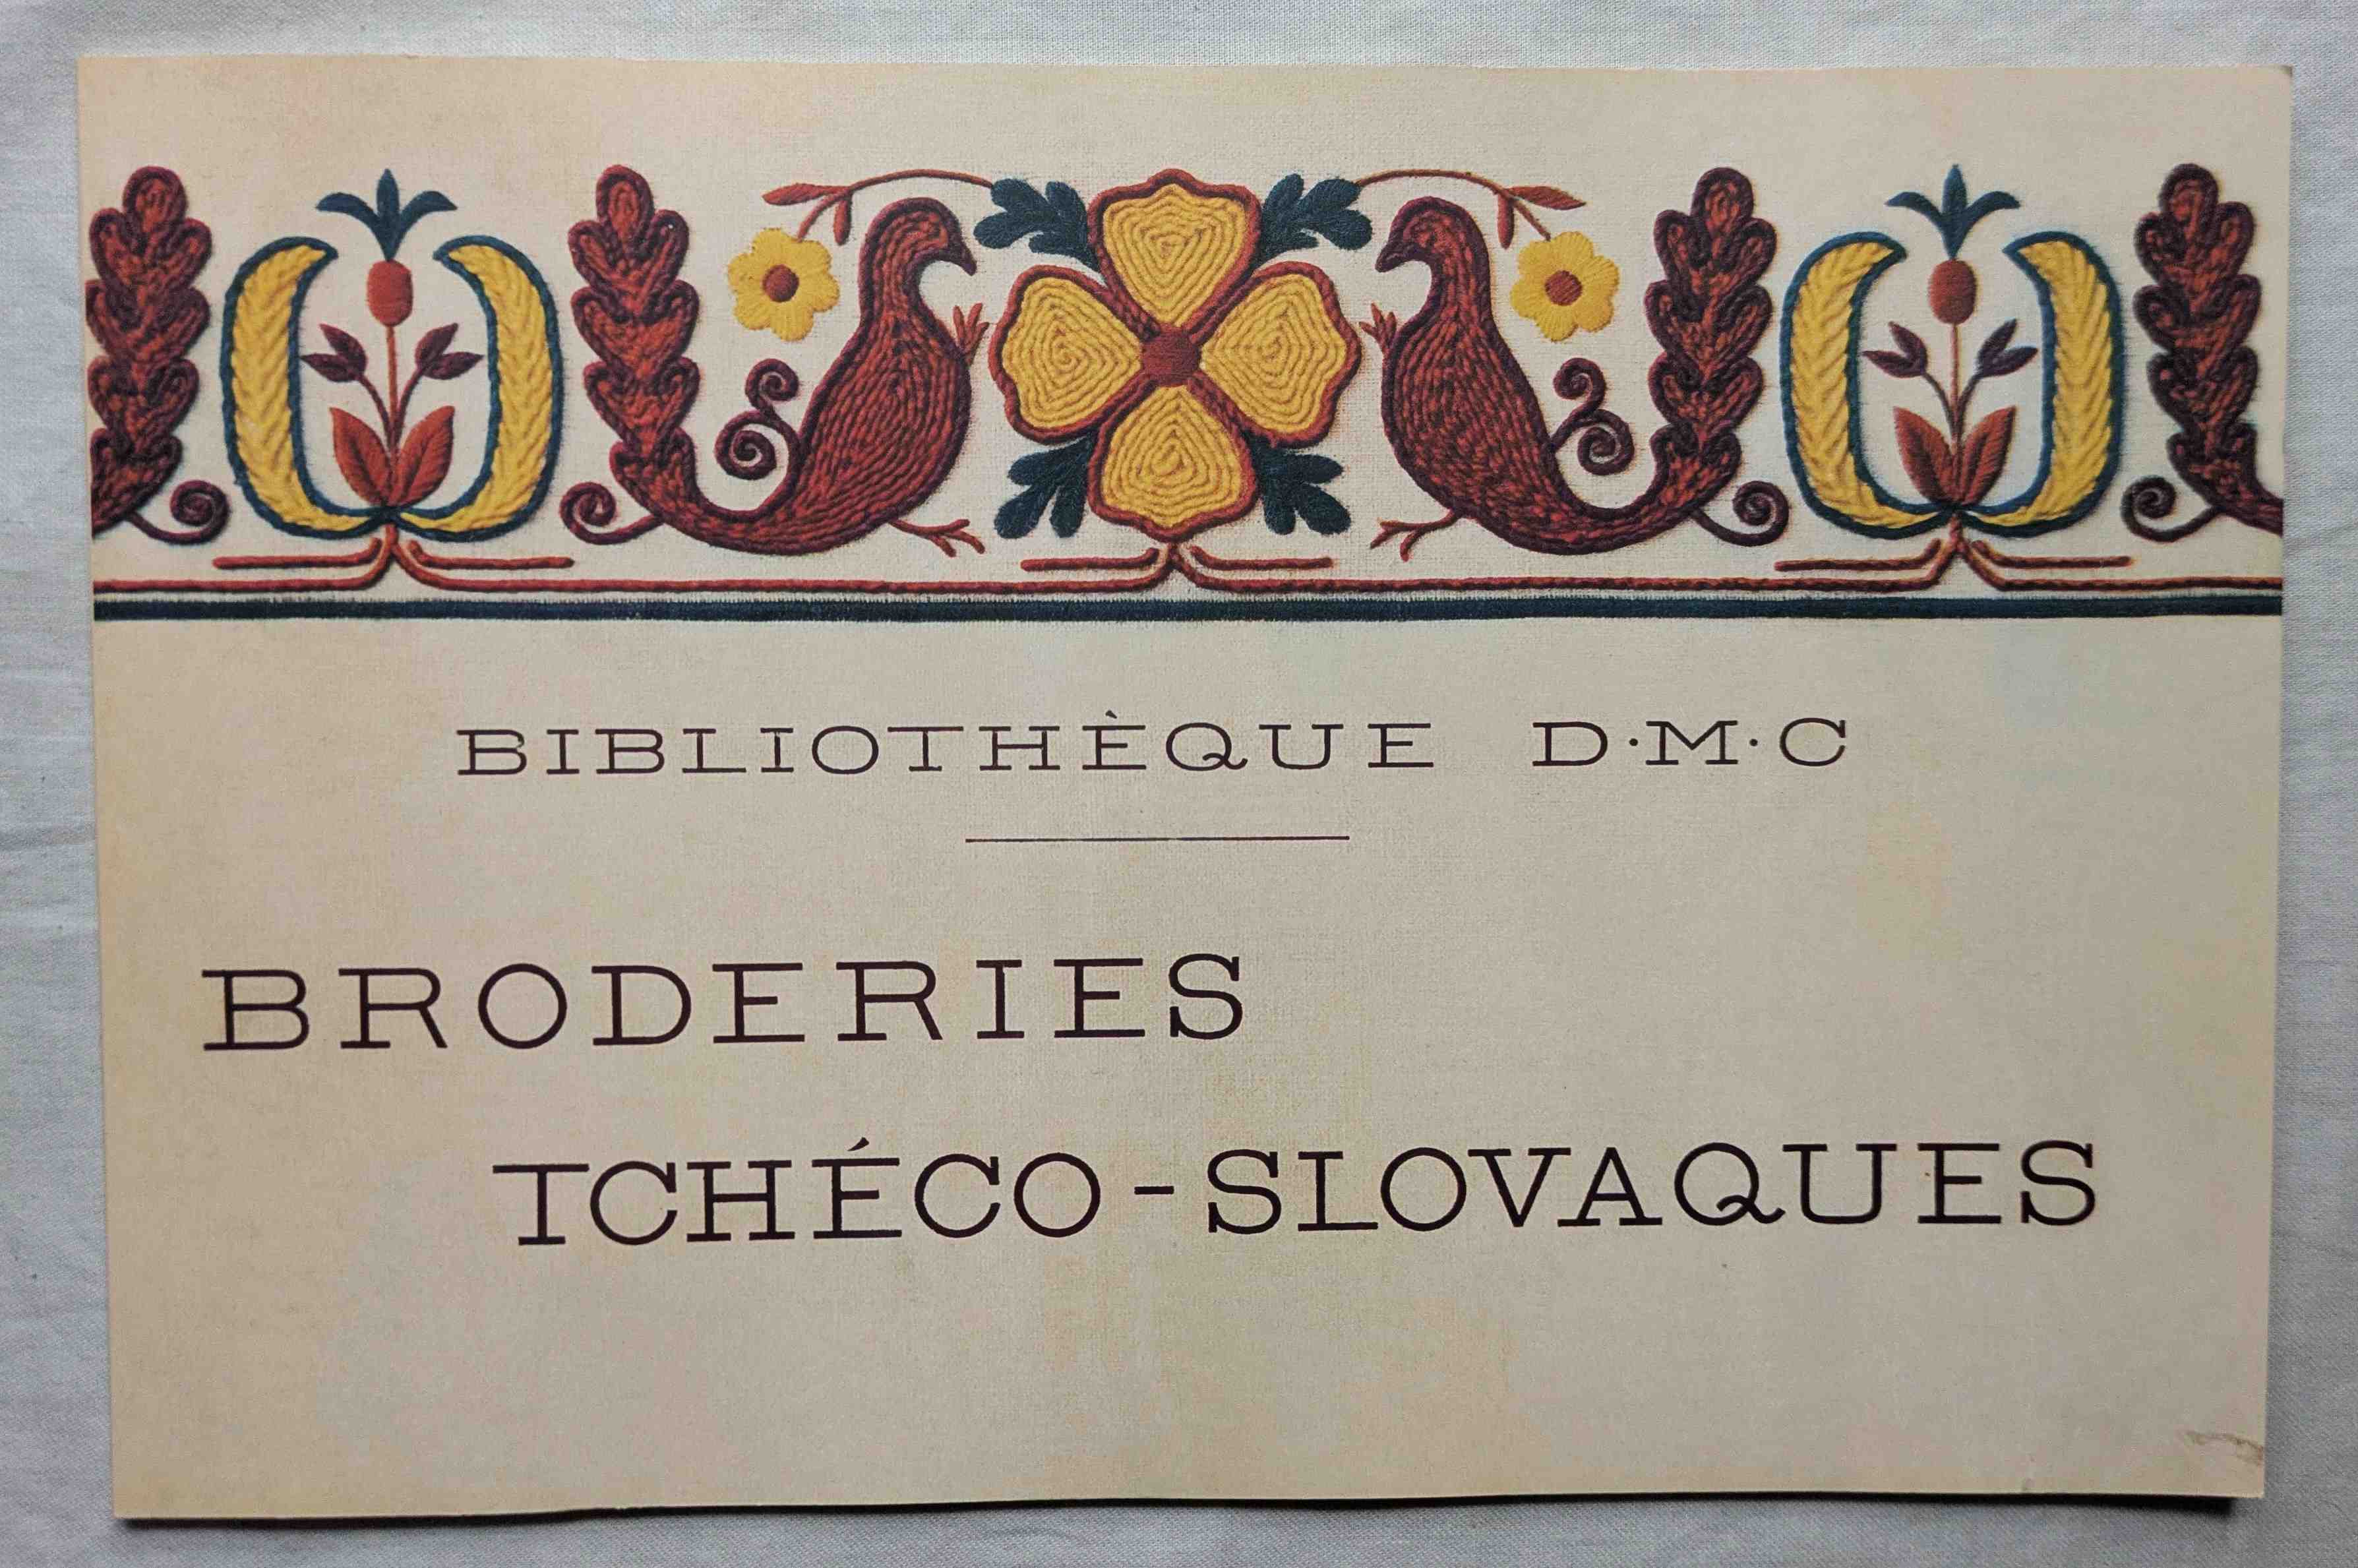 BIBLIOTHÈQUE D·M·C
BRODERIES
TCHÉCO-SLOVAQUES